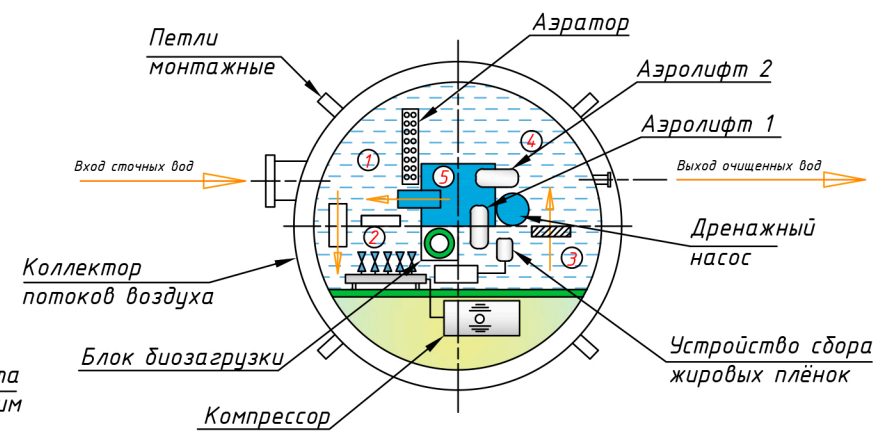 Аэратор
Петли
монтажные
Аэролифт 2
Аэролифт 1
4
1
Вход сточных вод
5
Выход очищенных вод
2
3
Дренажный
насос
Коллектор
потоков воздуха
Блок биозагрузки
Устройство сбора
жировых плёнок
Компрессор